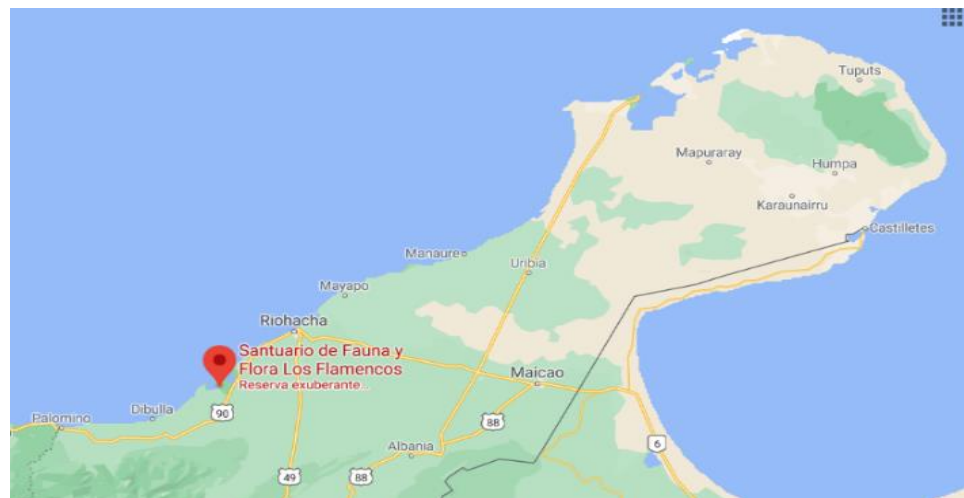 Tuputs
Mapuraray
Humpa
Karaunairru
Castilletes
Manaure
Uribia
Mayapo
Riohacha
Santuario de Fauna y
Flora Los Flamencos
Reserva exuberante...
Maicao
Dibulla
90
Palomino
88
6
Albania
49
88